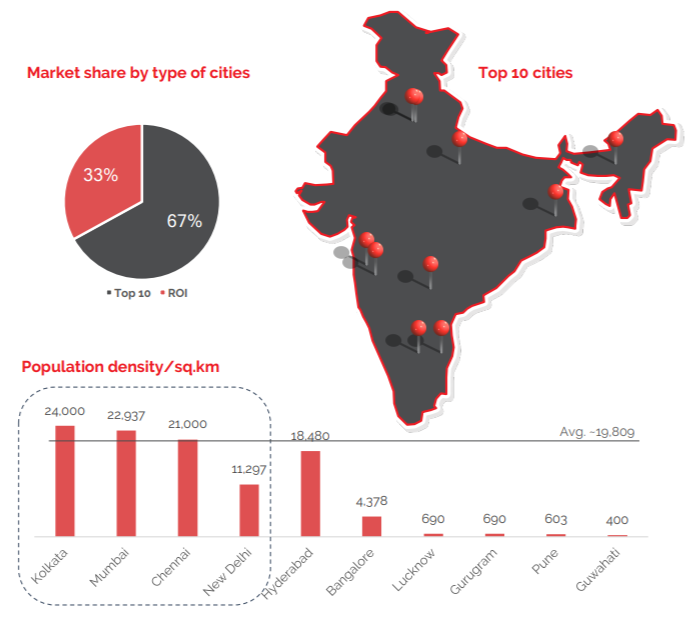 Market share by type of cities
Top 10 cities
33%
67%
Top 10 ROI
Population density/sq.km
24,000
22,937
21,000
11,297
18,480
4,378
690
690
603
400
Avg. ~19,809
Kolkata
Mumbai
Chennai
New Delhi
Hyderabad
Bangalore
Lucknow
Gurugram
Pune
Guwahati